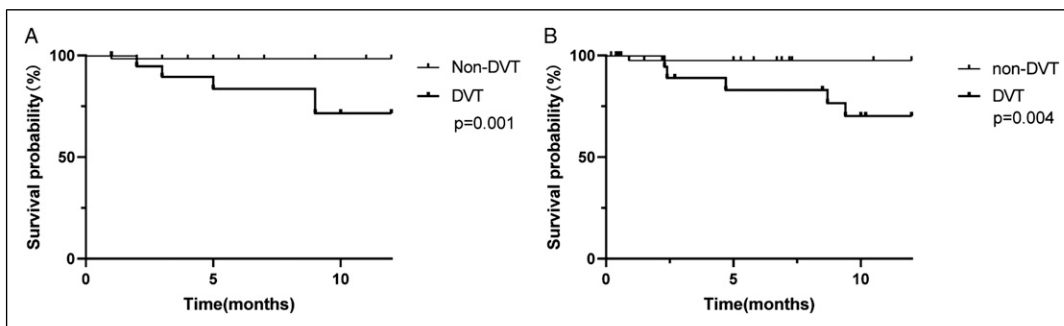 A
Survival probability (%)
100
50
0
0
5
10
Time(months)
Non-DVT
DVT
p=0.001
B
Survival probability (%)
100
50
0
0
5
10
Time(months)
non-DVT
DVT
p=0.004